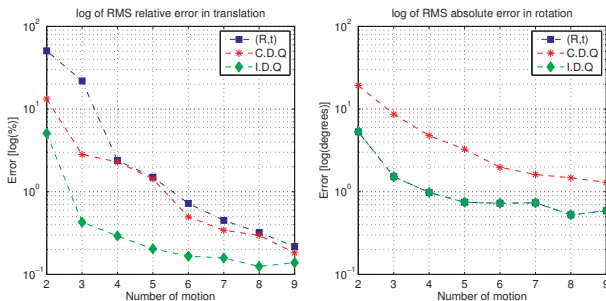 log of RMS relative error in translation
10²
10¹
10⁰
10⁻¹
Error [log(%)]
(R,t)
C.D.Q
I.D.Q
2 3 4 5 6 7 8 9
Number of motion
log of RMS absolute error in rotation
10²
10¹
10⁰
10⁻¹
Error [log(degrees)]
(R,t)
C.D.Q
I.D.Q
2 3 4 5 6 7 8 9
Number of motion